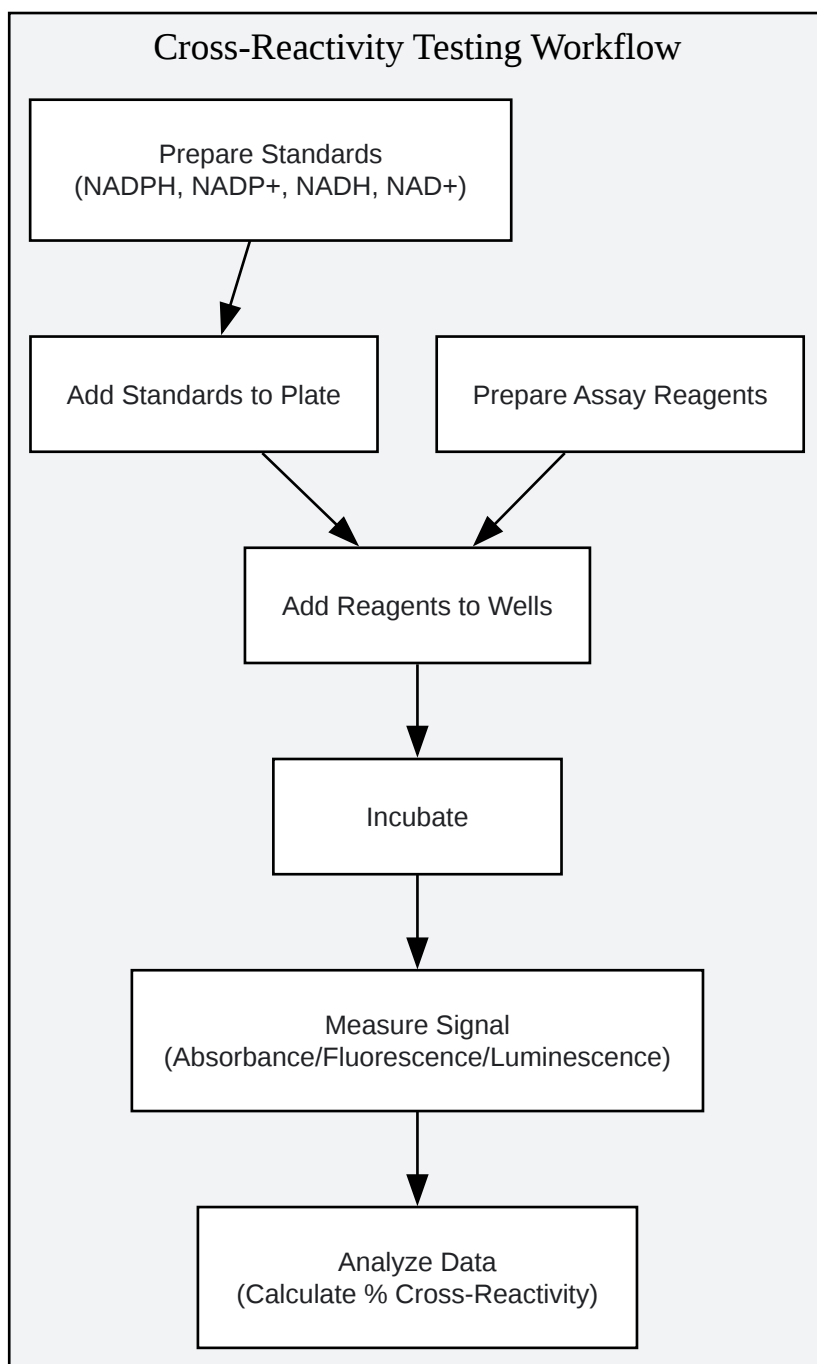 Cross-Reactivity Testing Workflow
Prepare Standards
(NADPH, NADP+, NADH, NAD+)
Add Standards to Plate
Prepare Assay Reagents
Add Reagents to Wells
Incubate
Measure Signal
(Absorbance/Fluorescence/Luminescence)
Analyze Data
(Calculate % Cross-Reactivity)